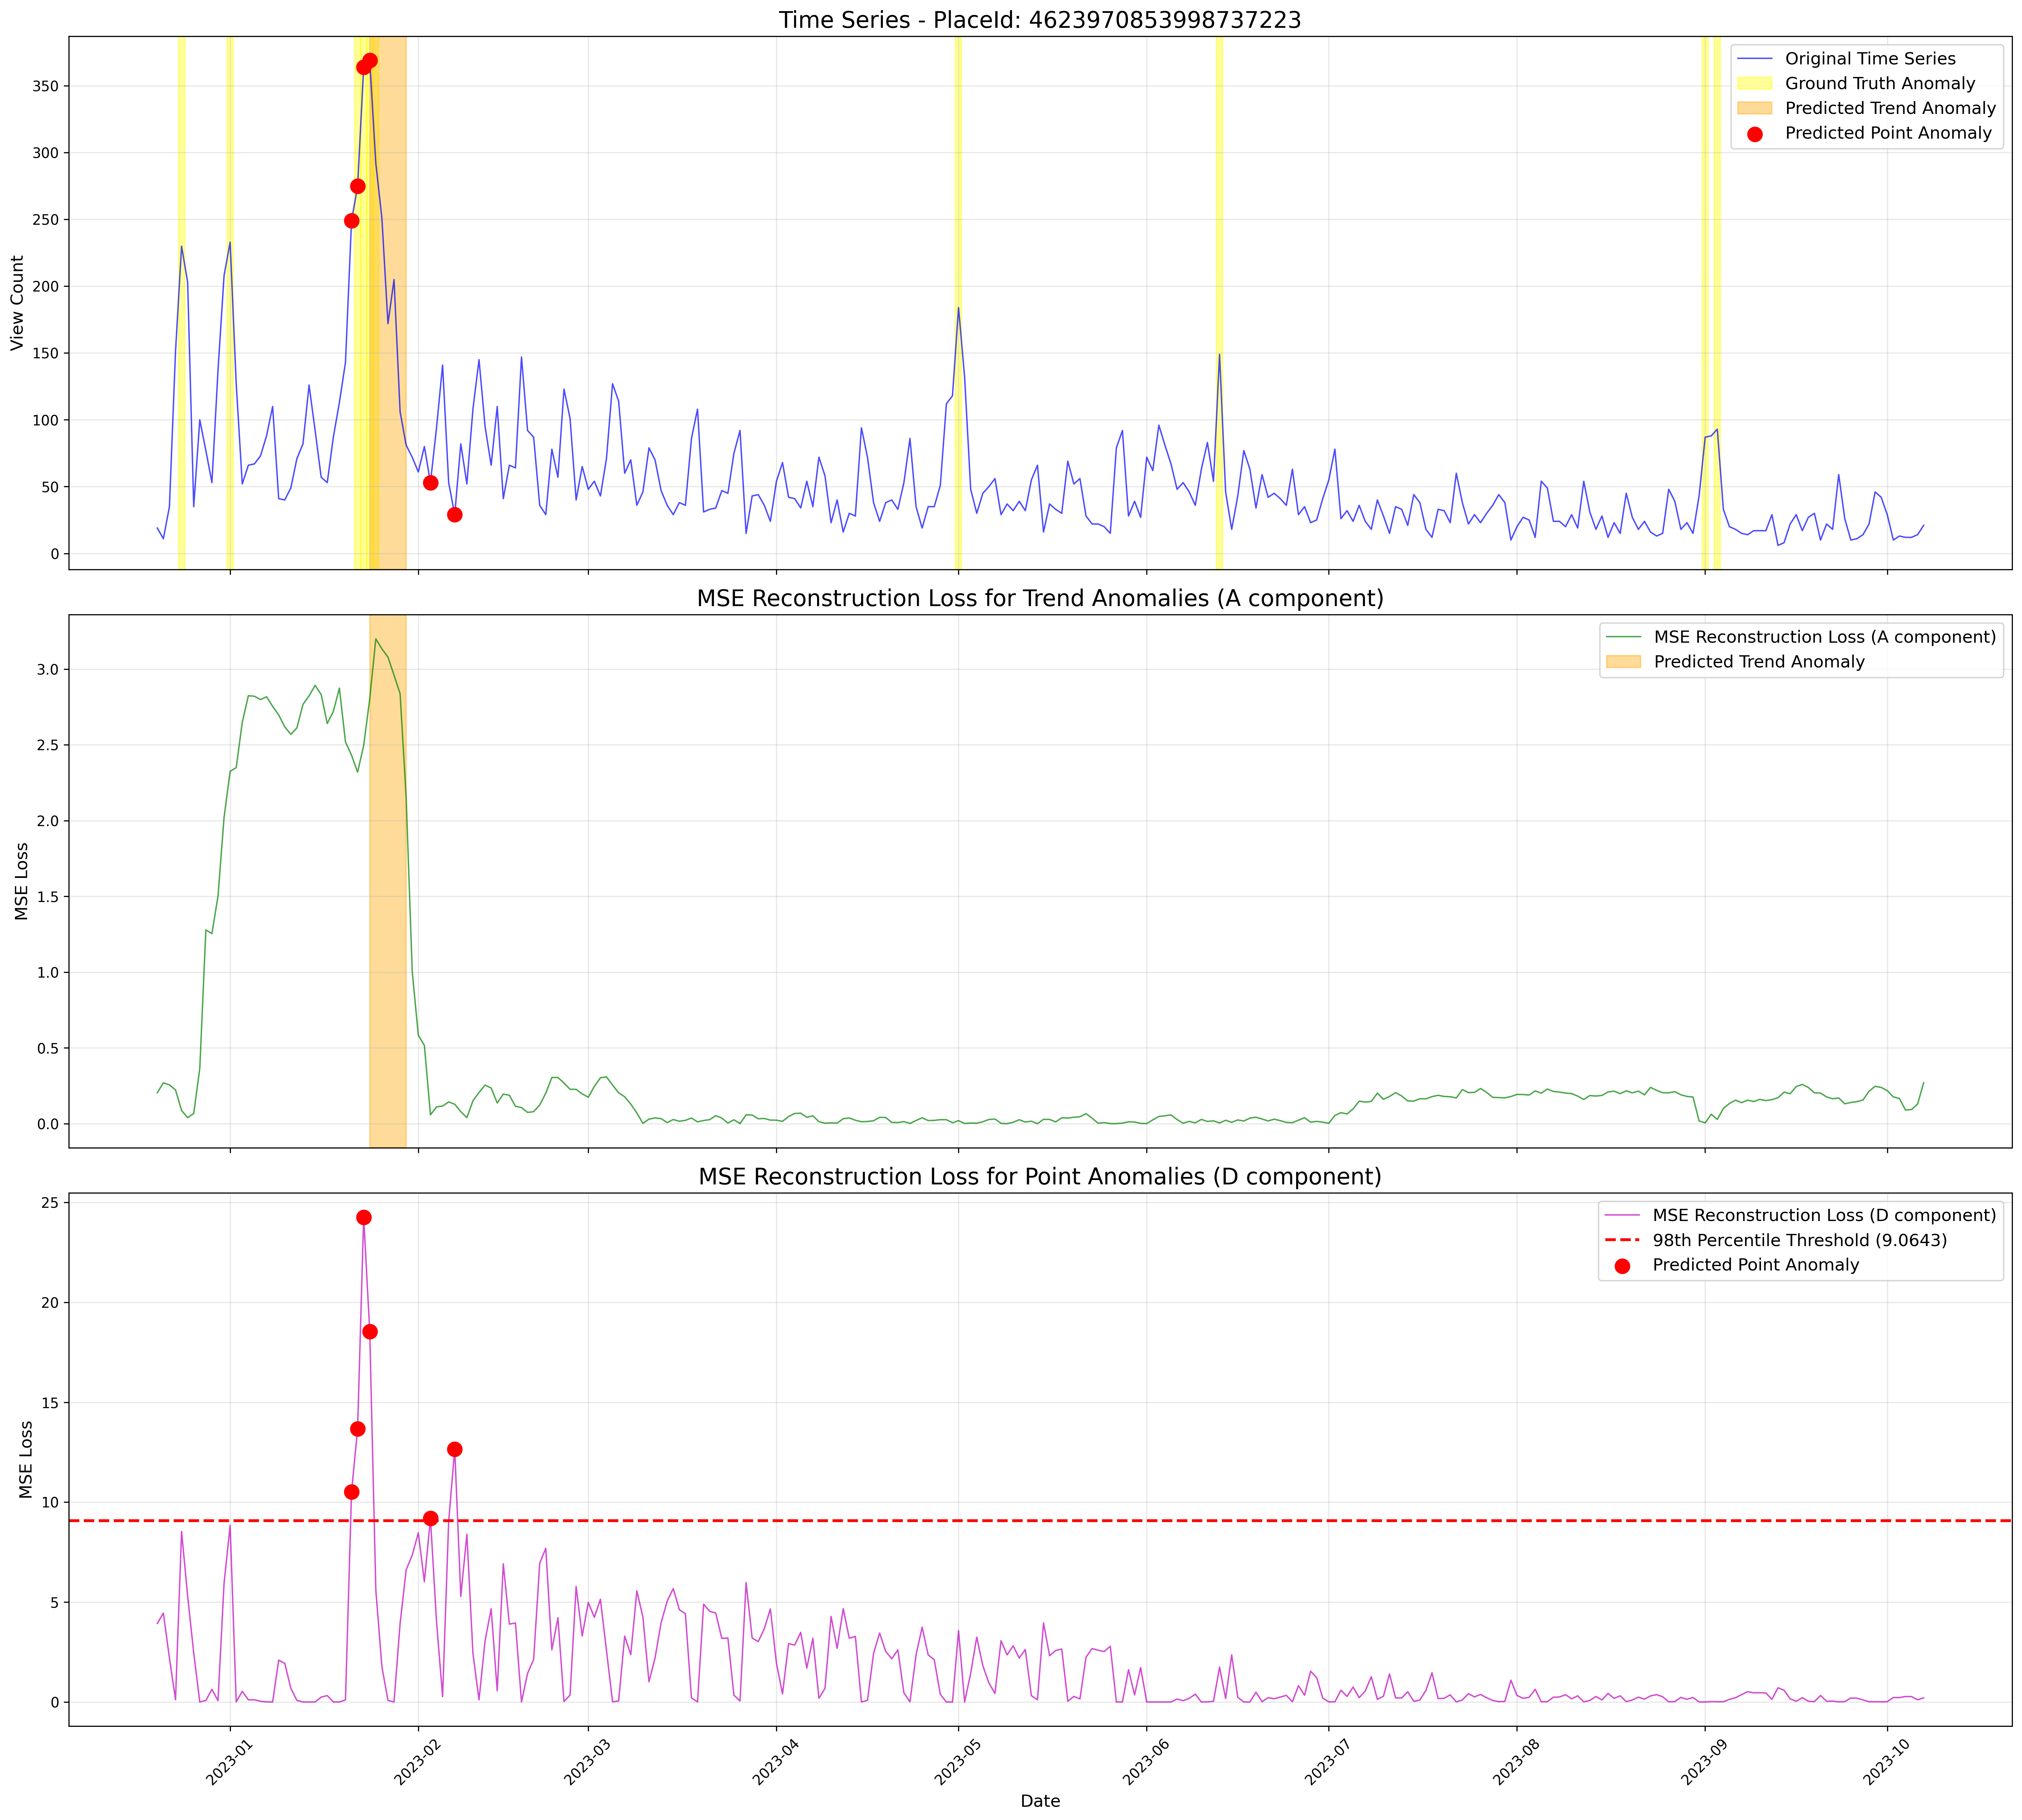 Time Series - PlaceId: 4623970853998737223
Original Time Series
Ground Truth Anomaly
Predicted Trend Anomaly
Predicted Point Anomaly
View Count
350
300
250
200
150
100
50
0
MSE Reconstruction Loss for Trend Anomalies (A component)
MSE Reconstruction Loss (A component)
Predicted Trend Anomaly
MSE Loss
3.0
2.5
2.0
1.5
1.0
0.5
0.0
MSE Reconstruction Loss for Point Anomalies (D component)
MSE Reconstruction Loss (D component)
98th Percentile Threshold (9.0643)
Predicted Point Anomaly
MSE Loss
25
20
15
10
5
0
2023-01
2023-02
2023-03
2023-04
2023-05
2023-06
2023-07
2023-08
2023-09
2023-10
Date